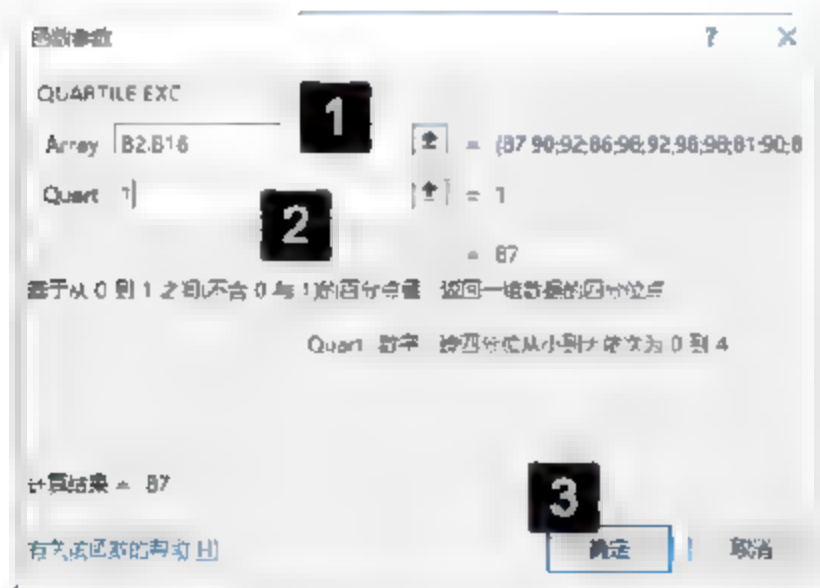 函数参数 ? ×
QUARTILE.EXC
1
Array B2:B16 = {87;90;92;86;98;92;98;98;81;90;8
Quart 1 = 1
2
= 87
基于从 0 到 1 之间(不含 0 与 1)的百分点值 返回一组数据的四分位点
Quart 数字 按四分位从小到大依次为 0 到 4
计算结果 = 87
3
有关该函数的帮助(H) 确定 取消